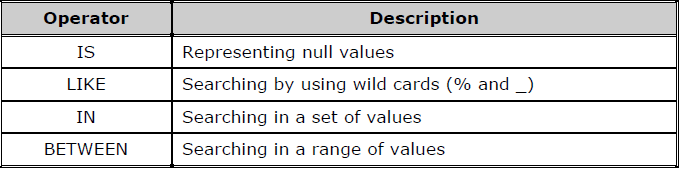 Operator Description
IS Representing null values
LIKE Searching by using wild cards (% and _)
IN Searching in a set of values
BETWEEN Searching in a range of values